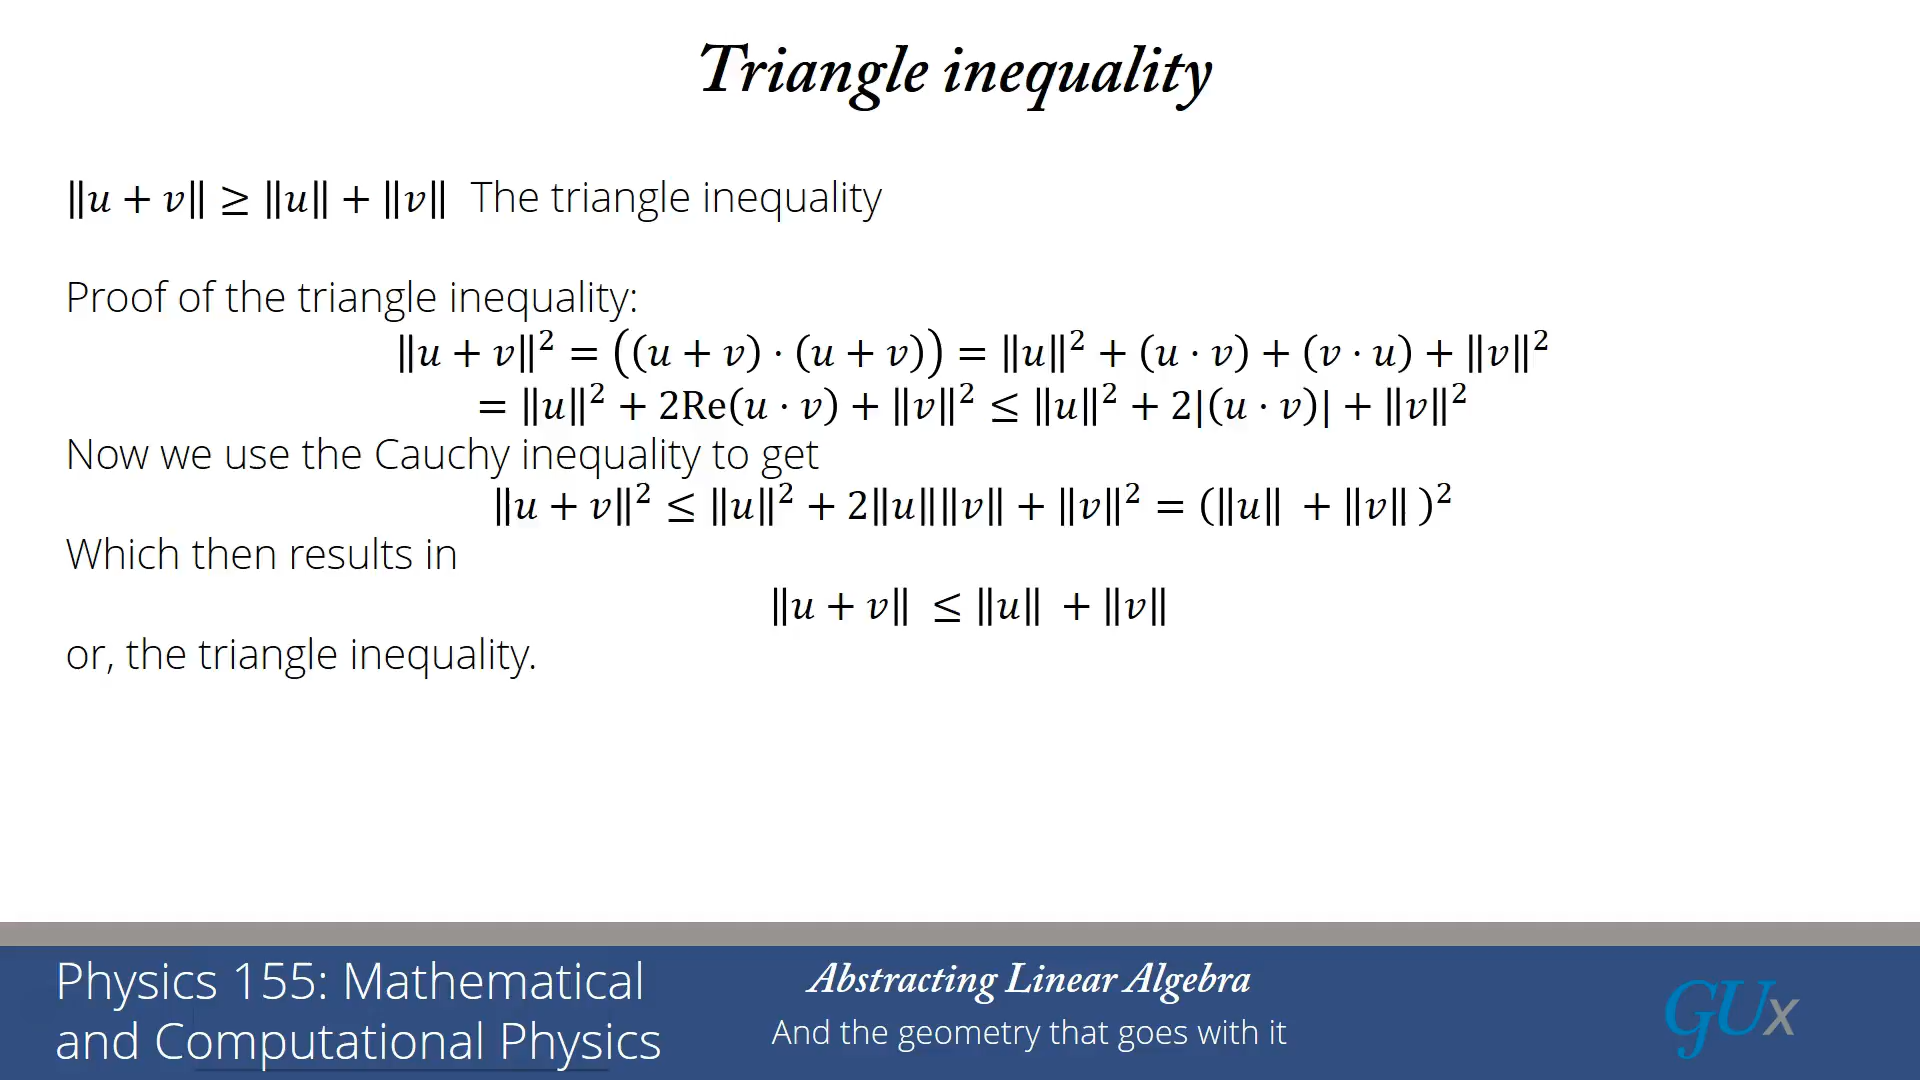 Triangle inequality
‖u + v‖ ≥ ‖u‖ + ‖v‖ The triangle inequality
Proof of the triangle inequality:
‖u + v‖² = ((u + v) · (u + v)) = ‖u‖² + (u · v) + (v · u) + ‖v‖²
= ‖u‖² + 2Re(u · v) + ‖v‖² ≤ ‖u‖² + 2|(u · v)| + ‖v‖²
Now we use the Cauchy inequality to get
‖u + v‖² ≤ ‖u‖² + 2‖u‖‖v‖ + ‖v‖² = (‖u‖ + ‖v‖ )²
Which then results in
‖u + v‖ ≤ ‖u‖ + ‖v‖
or, the triangle inequality.
Physics 155: Mathematical
and Computational Physics
Abstracting Linear Algebra
And the geometry that goes with it
GUx